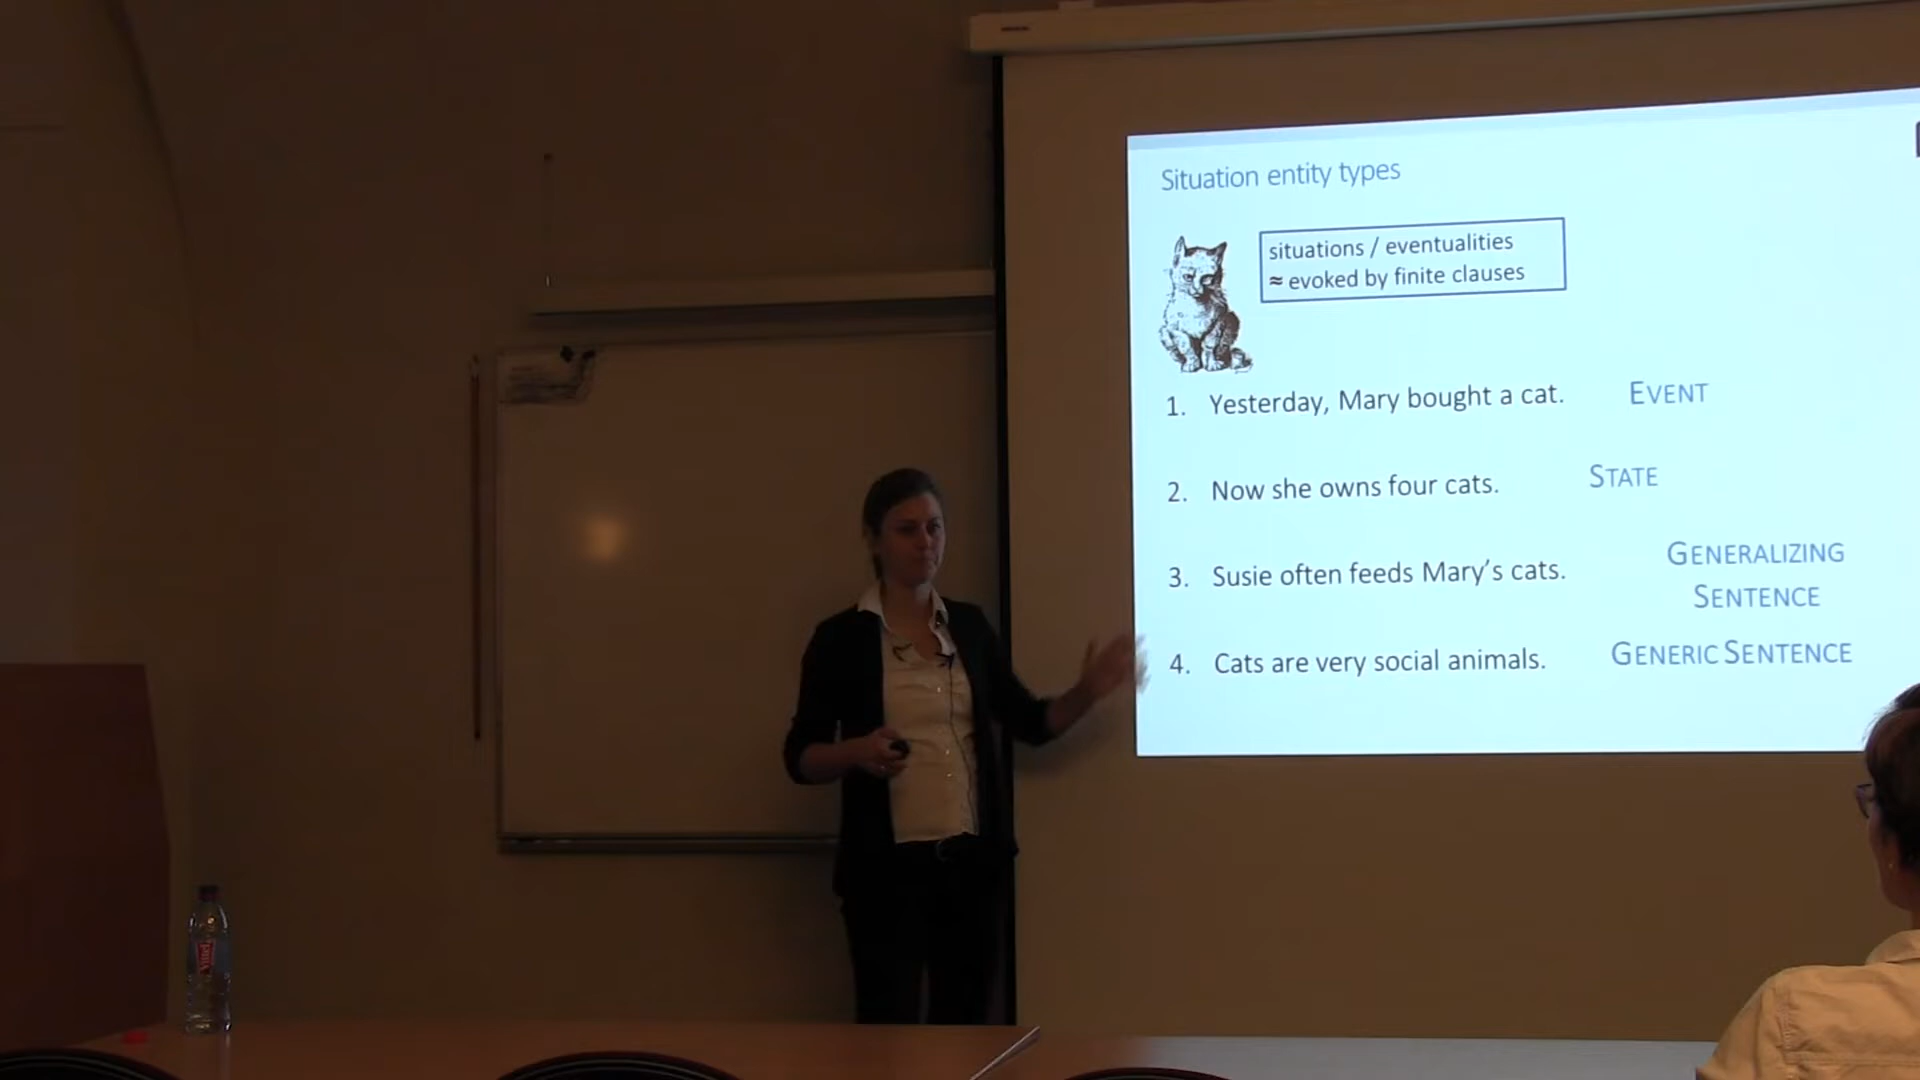 Situation entity types
situations / eventualities
≈ evoked by finite clauses
1. Yesterday, Mary bought a cat. EVENT
2. Now she owns four cats. STATE
3. Susie often feeds Mary's cats. GENERALIZING SENTENCE
4. Cats are very social animals. GENERIC SENTENCE
Vittel